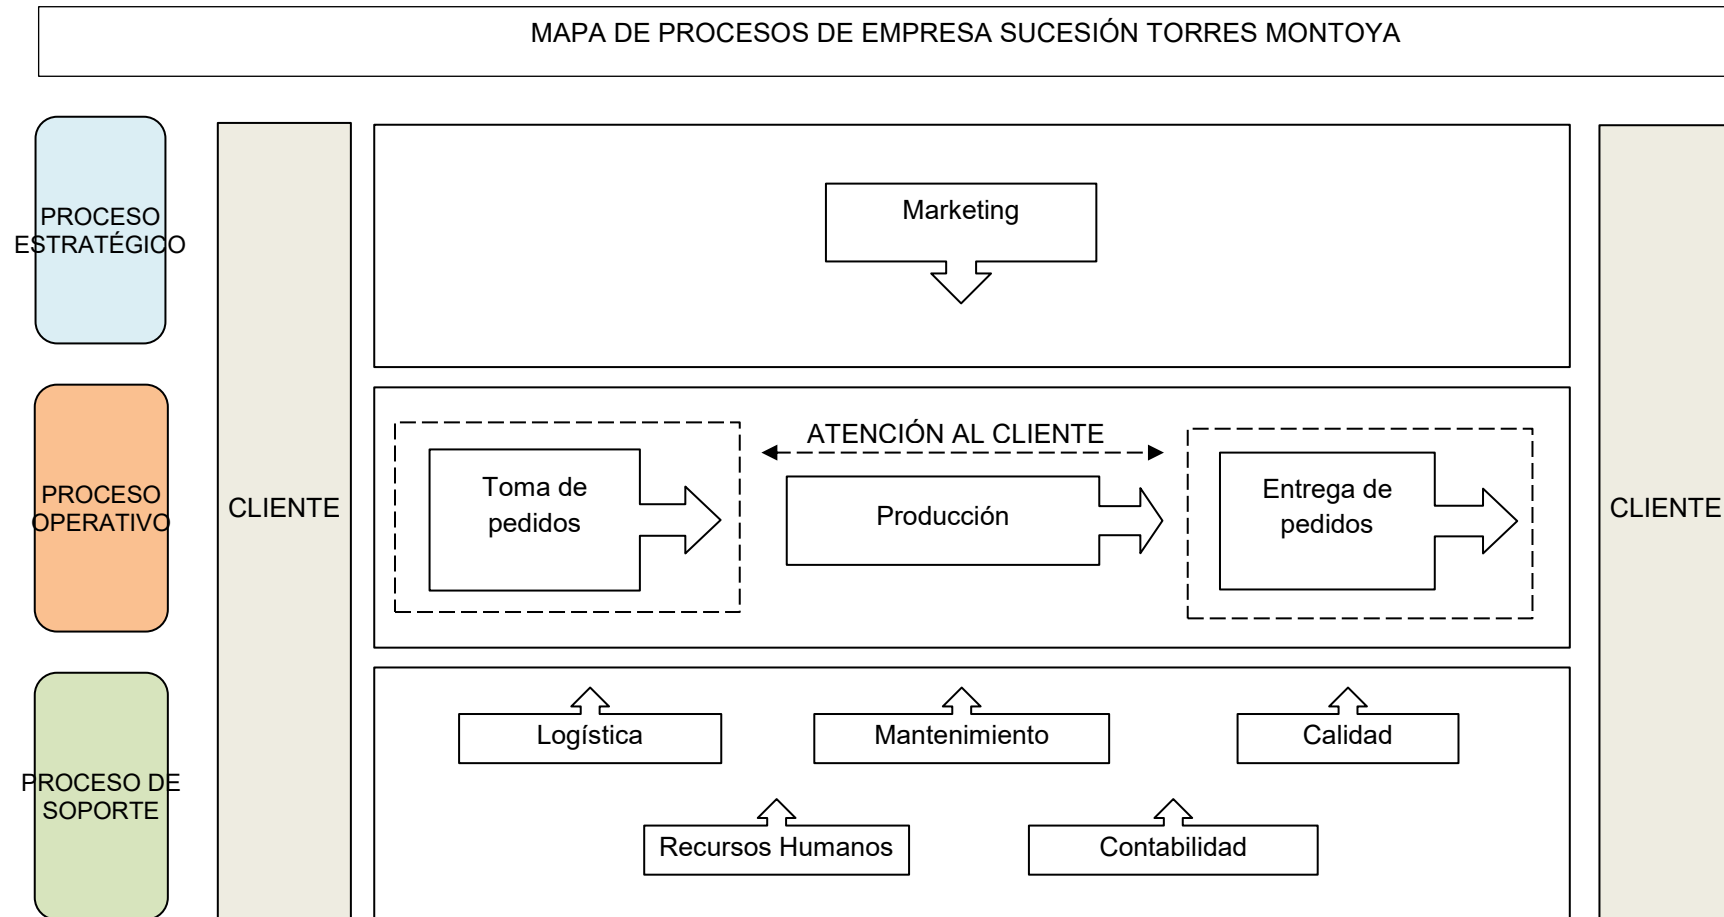 MAPA DE PROCESOS DE EMPRESA SUCESIÓN TORRES MONTOYA
PROCESO
ESTRATÉGICO
CLIENTE
Marketing
PROCESO
OPERATIVO
ATENCIÓN AL CLIENTE
Toma de
pedidos
Producción
Entrega de
pedidos
CLIENTE
PROCESO DE
SOPORTE
Logística
Mantenimiento
Calidad
Recursos Humanos
Contabilidad